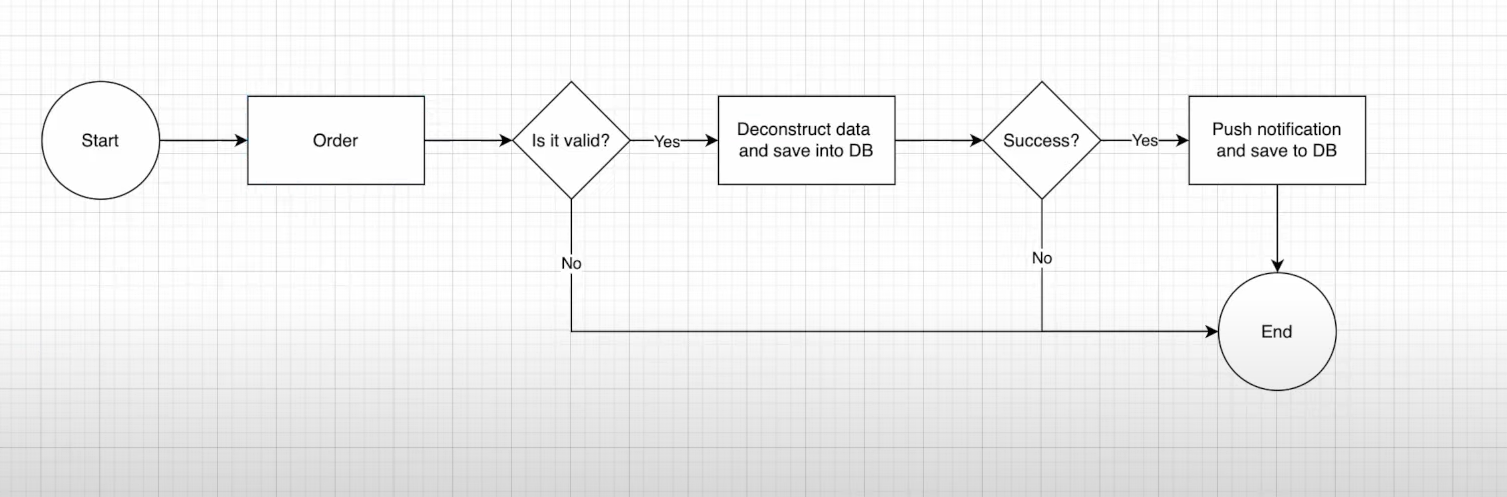 Start
Order
Is it valid?
Yes
Deconstruct data
and save into DB
Success?
Yes
Push notification
and save to DB
No
No
End